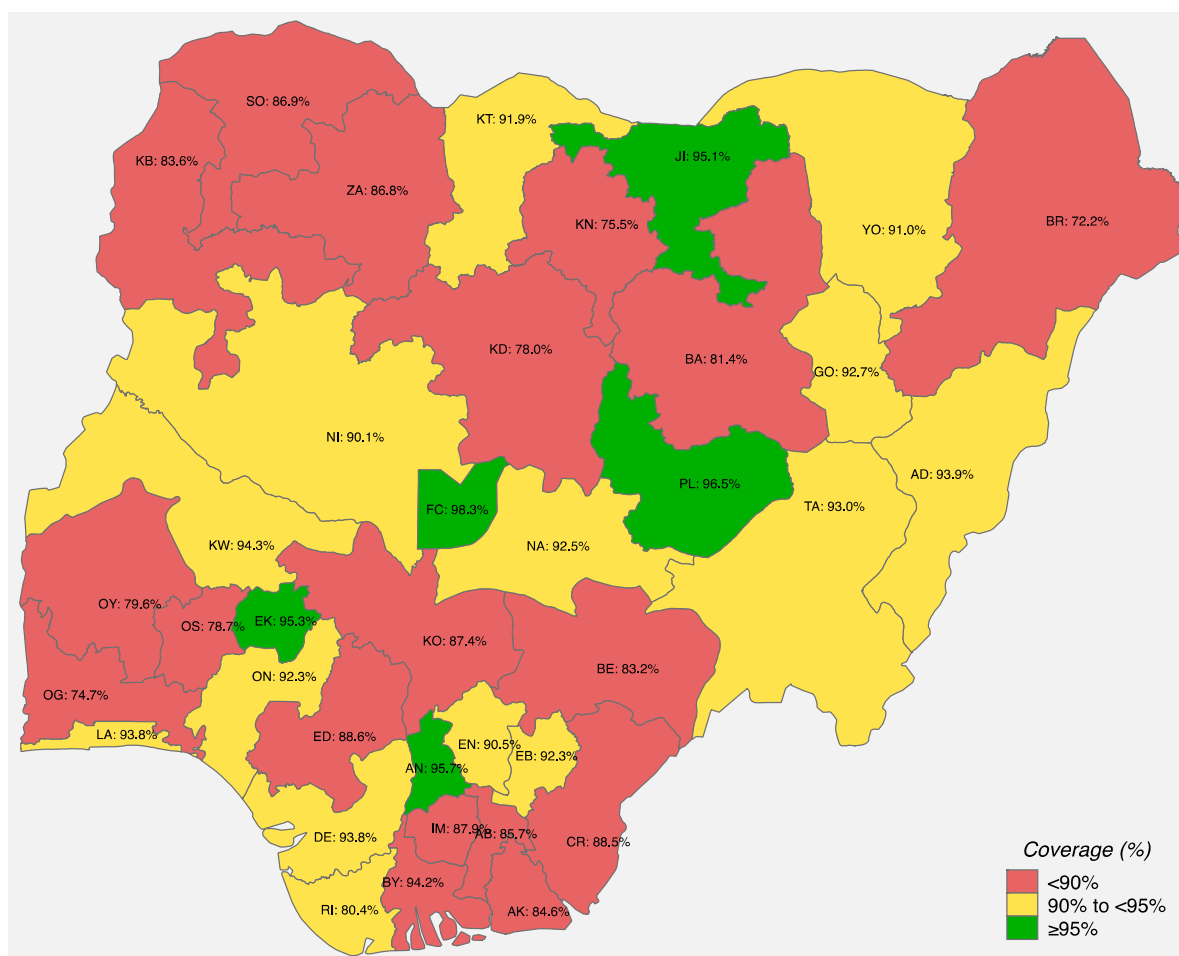 SO: 86.9%
KT: 91.9%
JI: 95.1%
KB: 83.6%
ZA: 86.8%
KN: 75.5%
YO: 91.0%
BR: 72.2%
KD: 78.0%
BA: 81.4%
GO: 92.7%
NI: 90.1%
AD: 93.9%
PL: 96.5%
FC: 98.3%
TA: 93.0%
KW: 94.3%
NA: 92.5%
OY: 79.6%
OS: 78.7%
EK: 95.3%
KO: 87.4%
BE: 83.2%
ON: 92.3%
OG: 74.7%
LA: 93.8%
ED: 88.6%
EN: 90.5%
EB: 92.3%
AN: 95.7%
IM: 87.9%
AB: 85.7%
DE: 93.8%
CR: 88.5%
BY: 94.2%
RI: 80.4%
AK: 84.6%
Coverage (%)
<90%
90% to <95%
≥95%